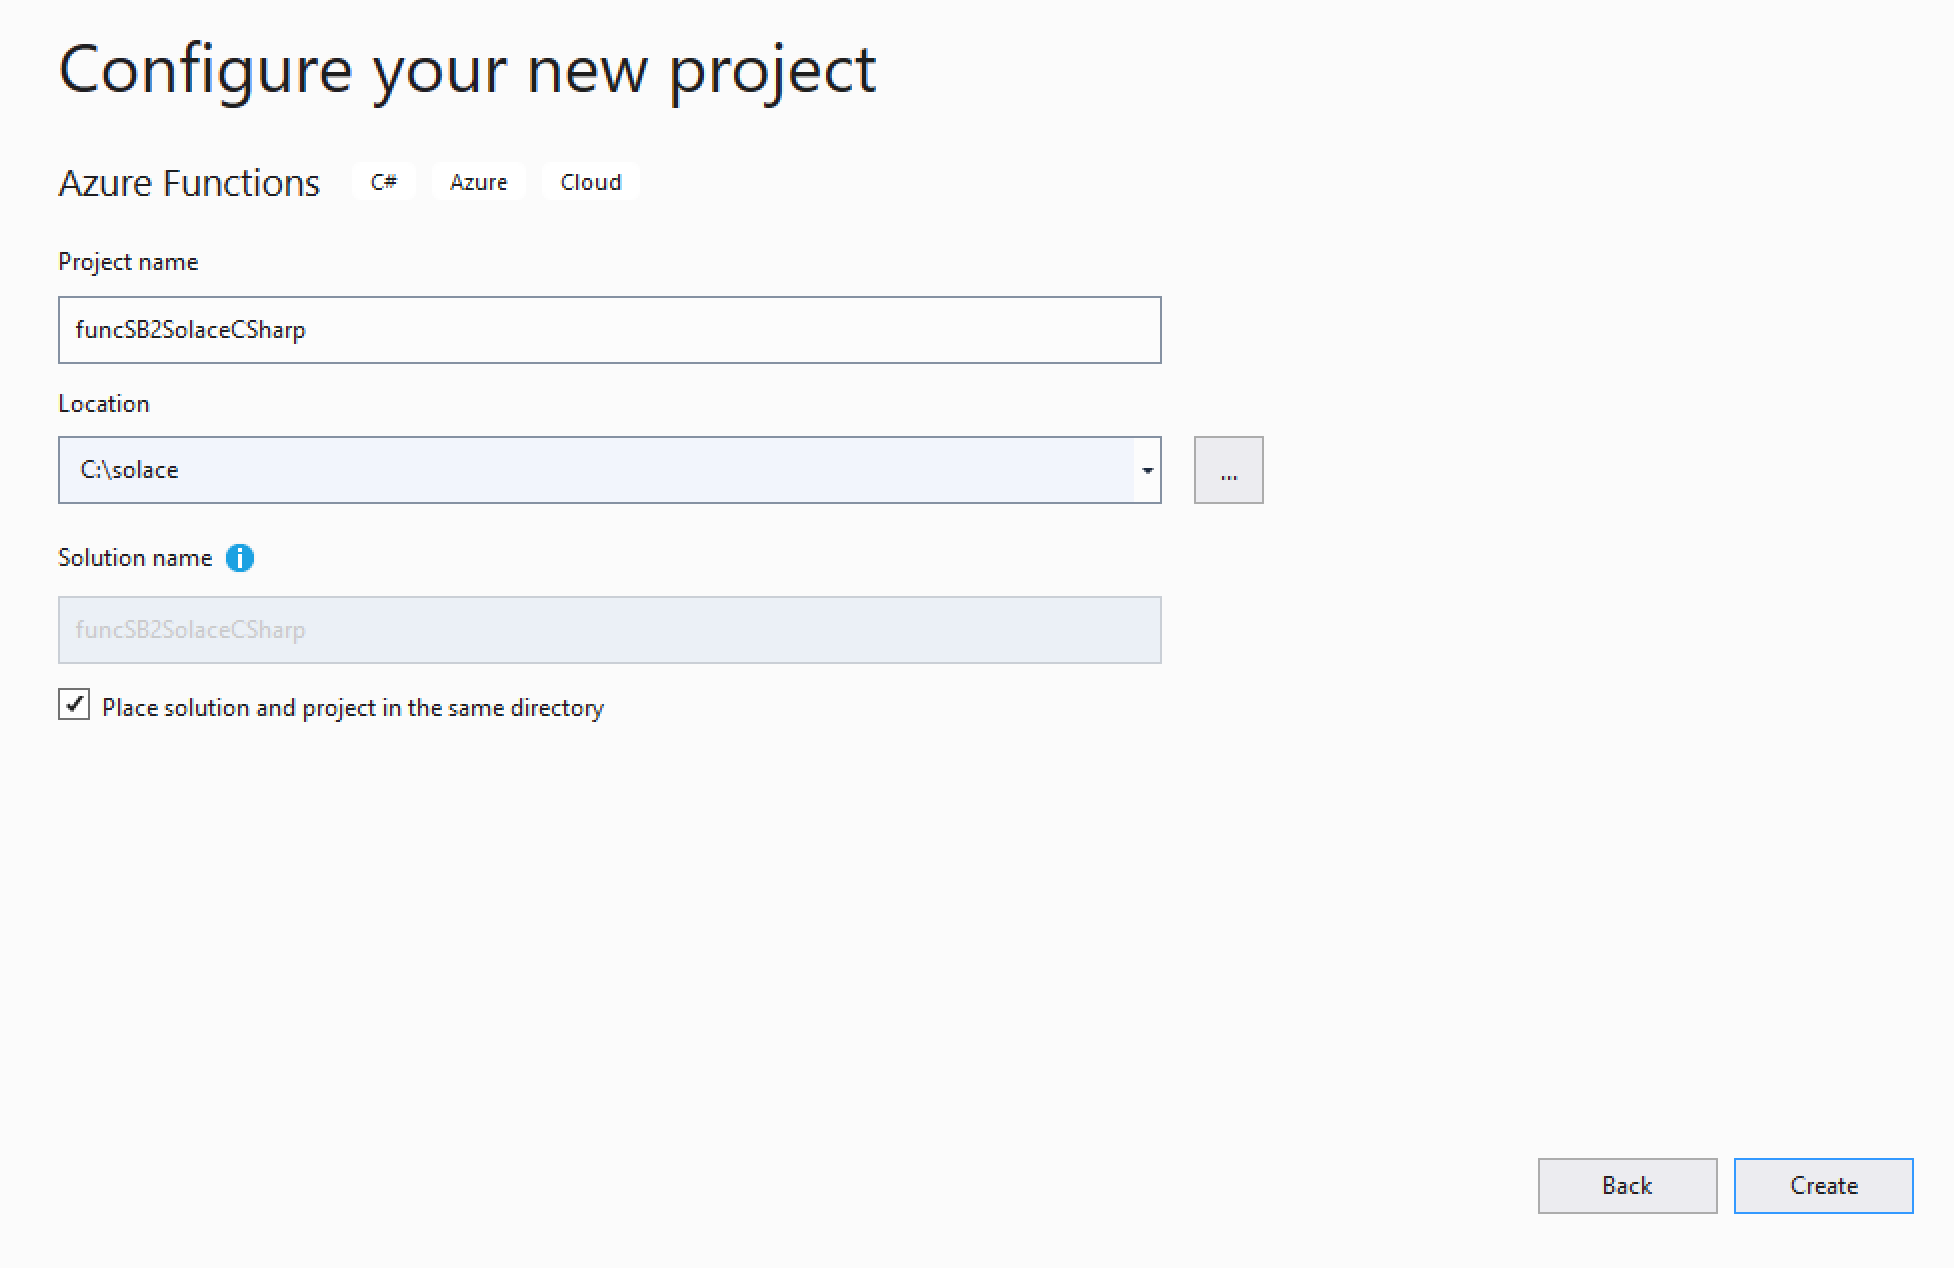 Configure your new project
Azure Functions C# Azure Cloud
Project name
funcSB2SolaceCSharp
Location
C:\solace
...
Solution name
funcSB2SolaceCSharp
Place solution and project in the same directory
Back Create